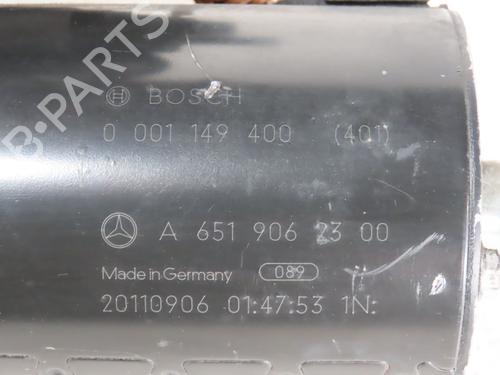 BOSCH
0 001 149 400 (401)
A 651 906 23 00
Made in Germany 089
20110906 01:47:53 1N:
B-PARTS